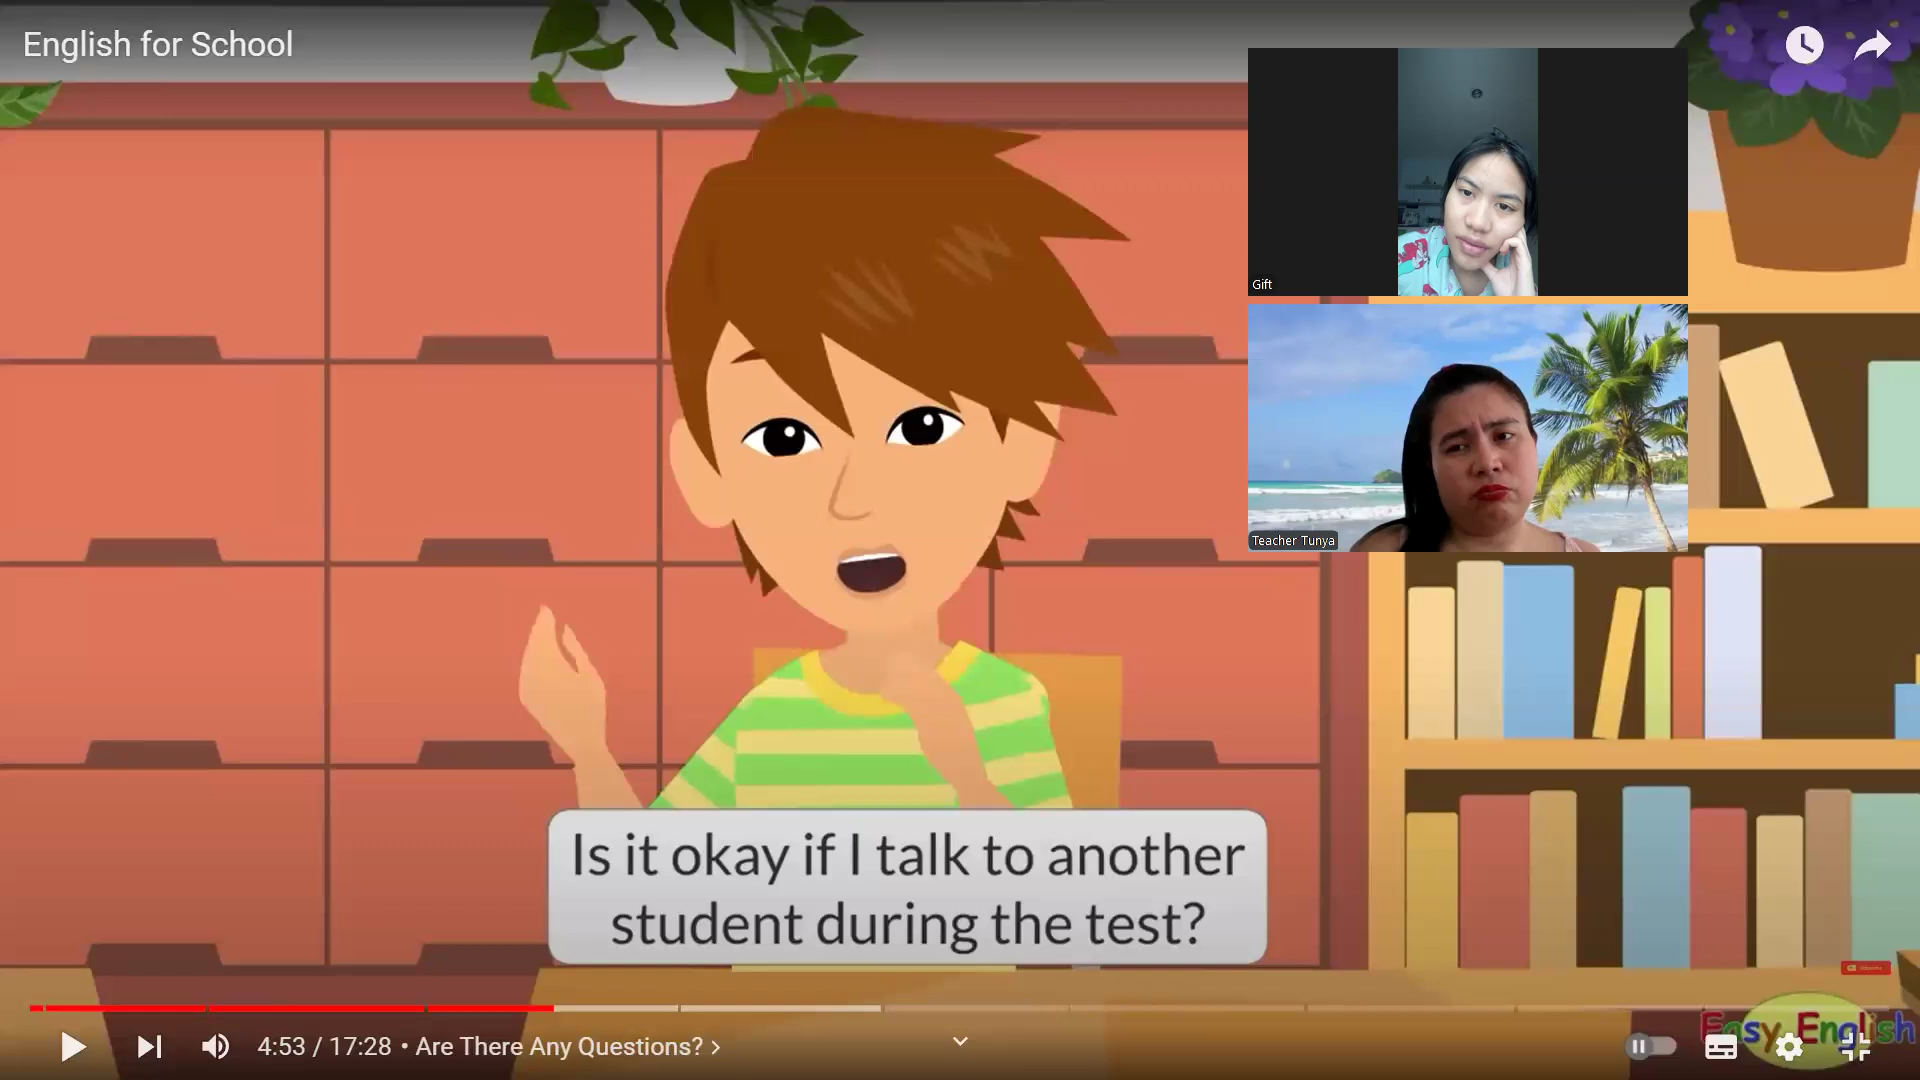 English for School
Gift
Teacher Tunya
Is it okay if I talk to another
student during the test?
4:53 / 17:28 • Are There Any Questions? >
Easy English